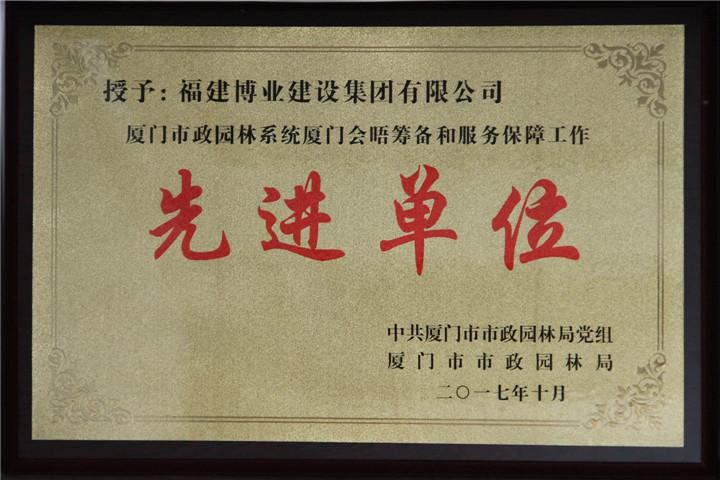 授予：福建博业建设集团有限公司
厦门市政园林系统厦门会晤筹备和服务保障工作
先进单位
中共厦门市市政园林局党组
厦门市市政园林局
二〇一七年十月